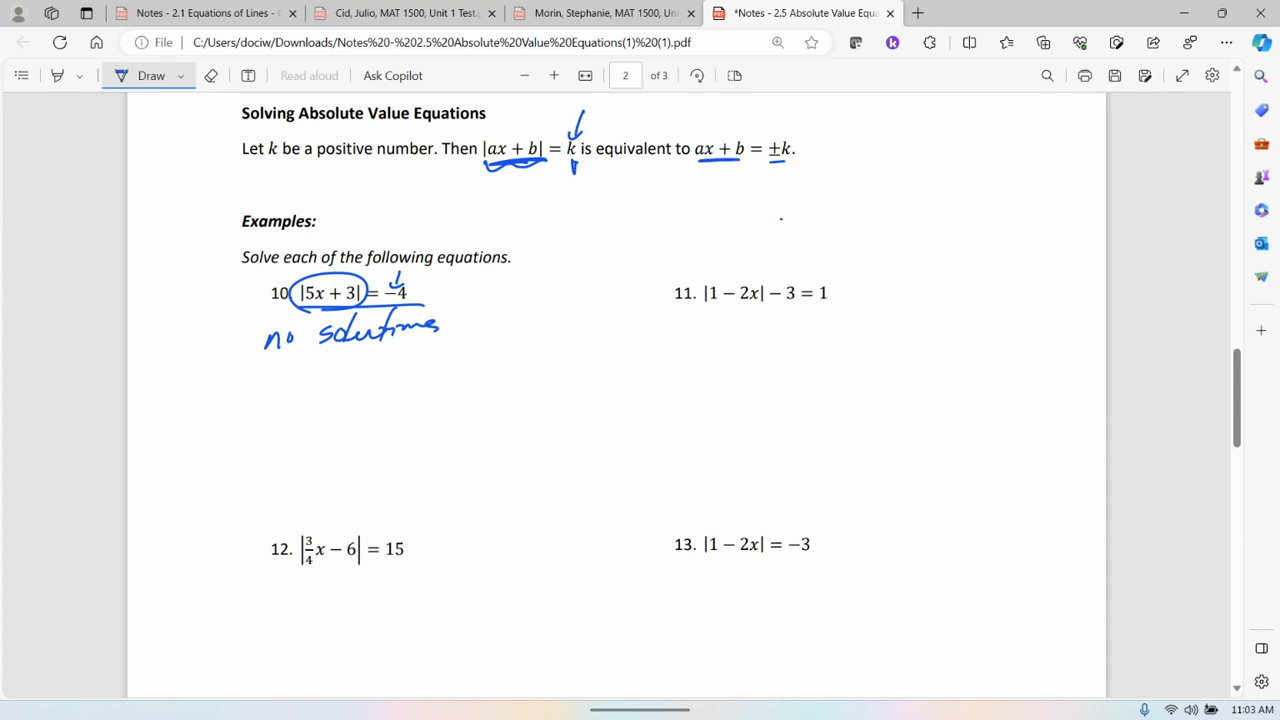 Notes - 2.1 Equations of Lines -
Cid, Julio, MAT 1500, Unit 1 Test.
Morin, Stephanie, MAT 1500, Uni
*Notes - 2.5 Absolute Value Equa
File C:/Users/dociw/Downloads/Notes%20-%202.5%20Absolute%20Value%20Equations(1)%20(1).pdf
Draw Read aloud Ask Copilot 2 of 3
Solving Absolute Value Equations
Let k be a positive number. Then |ax + b| = k is equivalent to ax + b = ±k.
Examples:
Solve each of the following equations.
10 |5x + 3| = −4
no solutions
11. |1 − 2x| − 3 = 1
12. |3/4 x − 6| = 15
13. |1 − 2x| = −3
11:03 AM